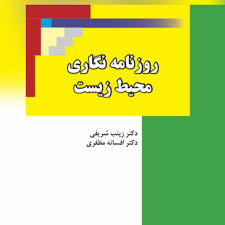 روزنامه نگاری
محیط زیست
دکتر زینب شریفی
دکتر افسانه مظفری